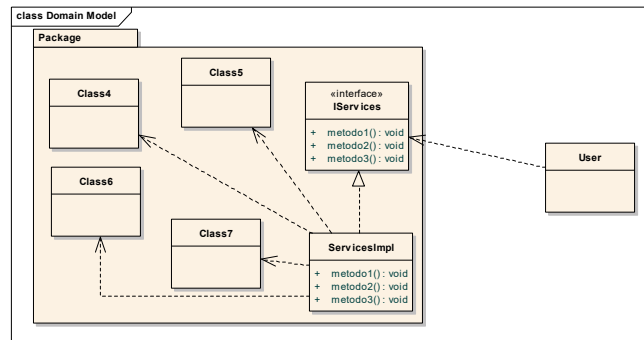 class Domain Model
Package
Class4
Class5
«interface»
IServices
+ metodo1() : void
+ metodo2() : void
+ metodo3() : void
User
Class6
Class7
ServicesImpl
+ metodo1() : void
+ metodo2() : void
+ metodo3() : void